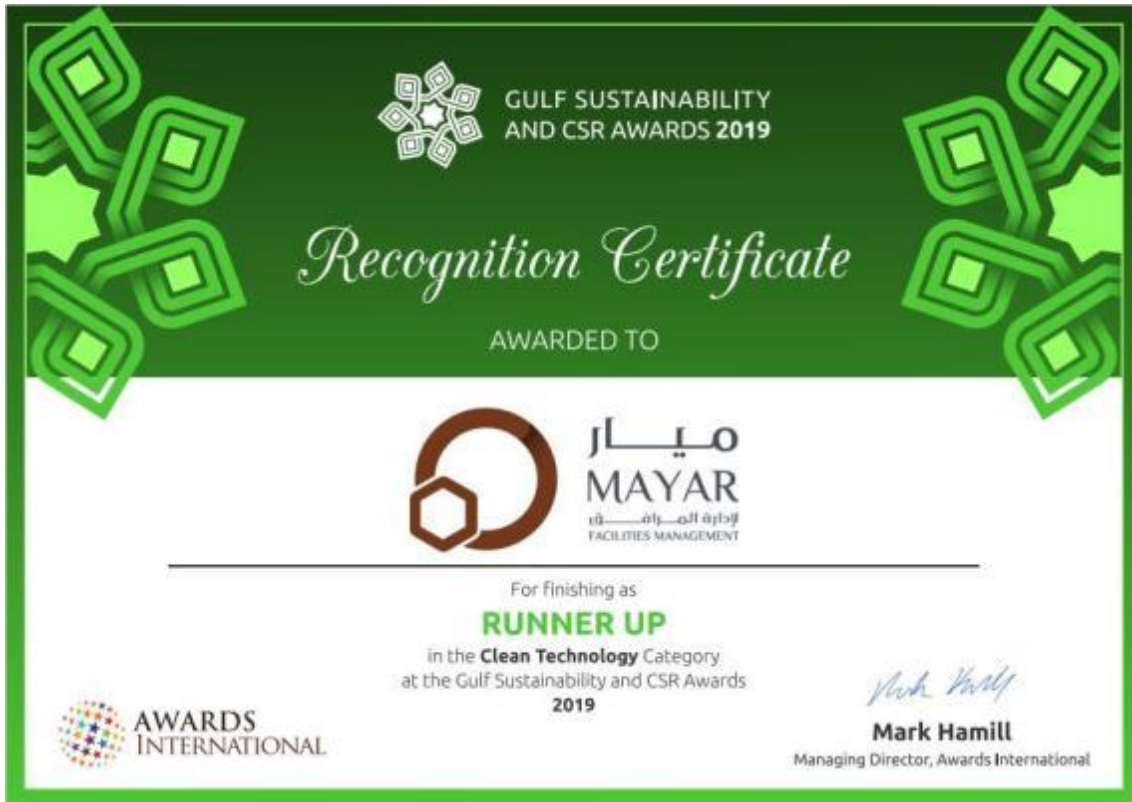 GULF SUSTAINABILITY
AND CSR AWARDS 2019
Recognition Certificate
AWARDED TO
ميـــــار
MAYAR
لإدارة المـــرافـــــق
FACILITIES MANAGEMENT
For finishing as
RUNNER UP
in the Clean Technology Category
at the Gulf Sustainability and CSR Awards
2019
AWARDS
INTERNATIONAL
Mark Hamill
Managing Director, Awards International